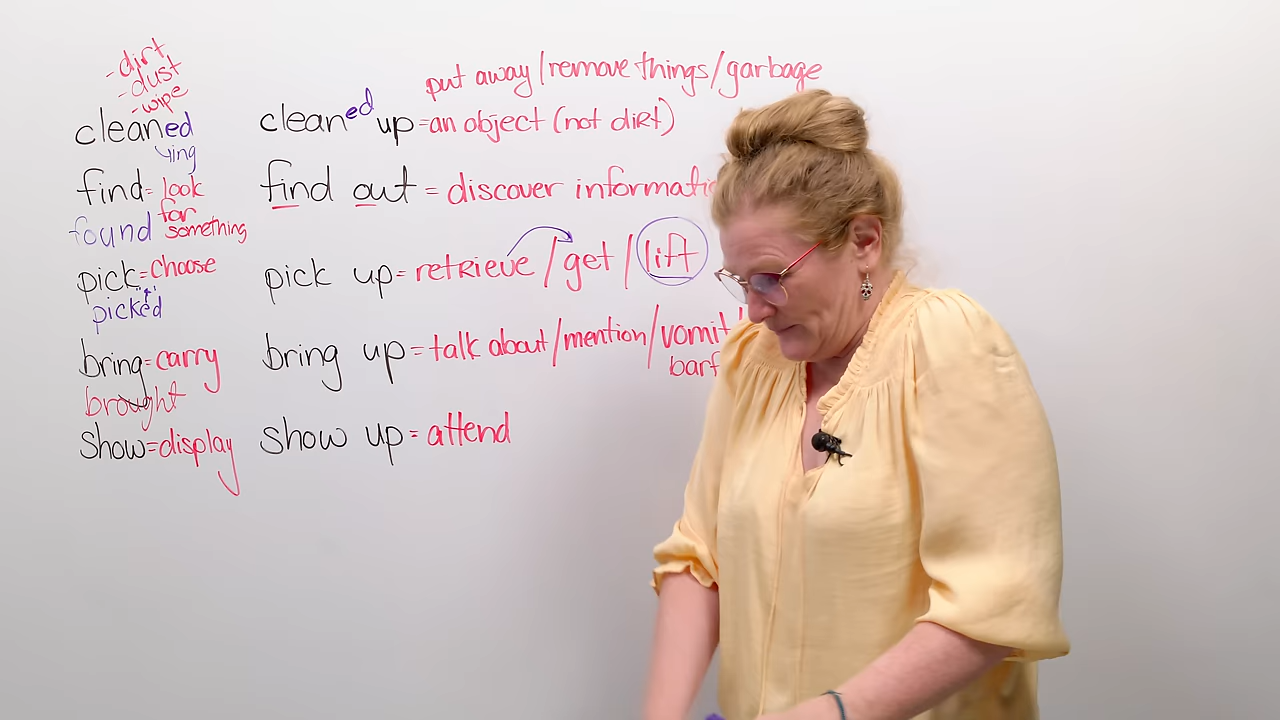 -dirt
-dust
-wipe
put away/remove things/garbage
cleaned
ying
cleaned up=an object (not dirt)
find=look for something
found
find out = discover informati
pick=choose
picked
pick up=retrieve/get/lift
bring=carry
brought
bring up=talk about/mention/vomit
barf
show=display
show up=attend